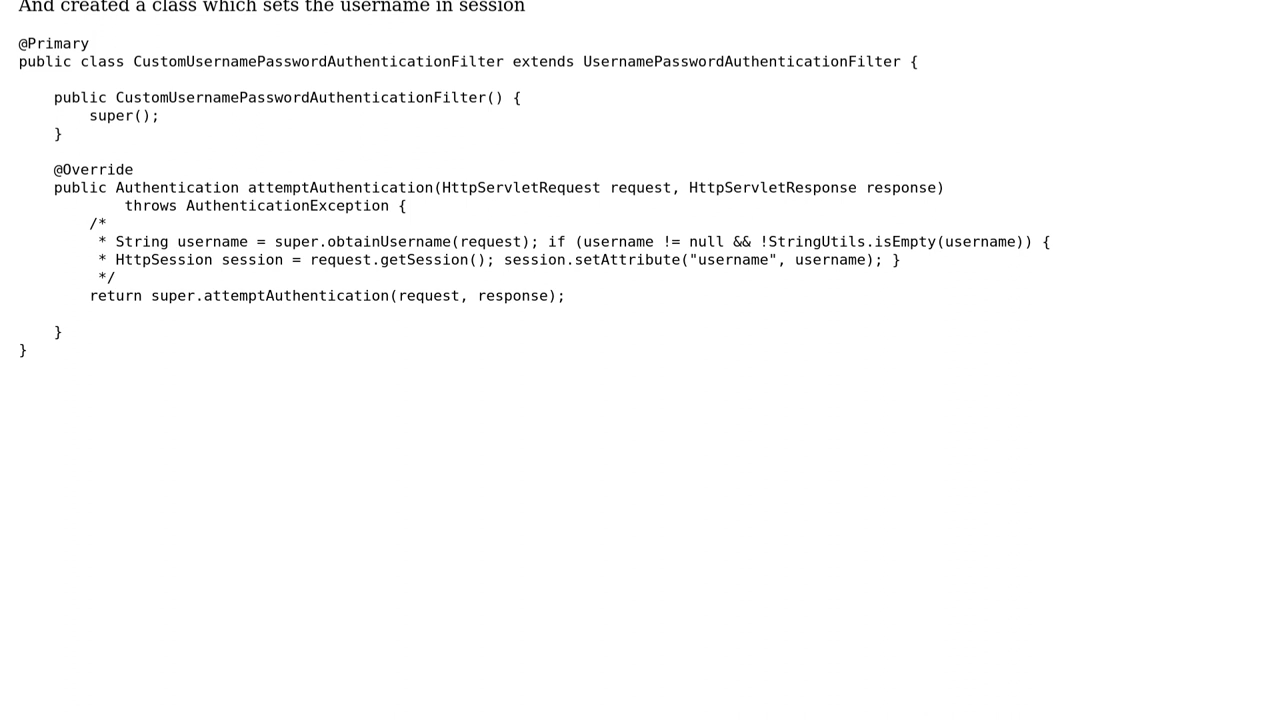 And created a class which sets the username in session
@Primary
public class CustomUsernamePasswordAuthenticationFilter extends UsernamePasswordAuthenticationFilter {
public CustomUsernamePasswordAuthenticationFilter() {
super();
}
@Override
public Authentication attemptAuthentication(HttpServletRequest request, HttpServletResponse response)
throws AuthenticationException {
/*
* String username = super.obtainUsername(request); if (username != null && !StringUtils.isEmpty(username)) {
* HttpSession session = request.getSession(); session.setAttribute("username", username); }
*/
return super.attemptAuthentication(request, response);
}
}